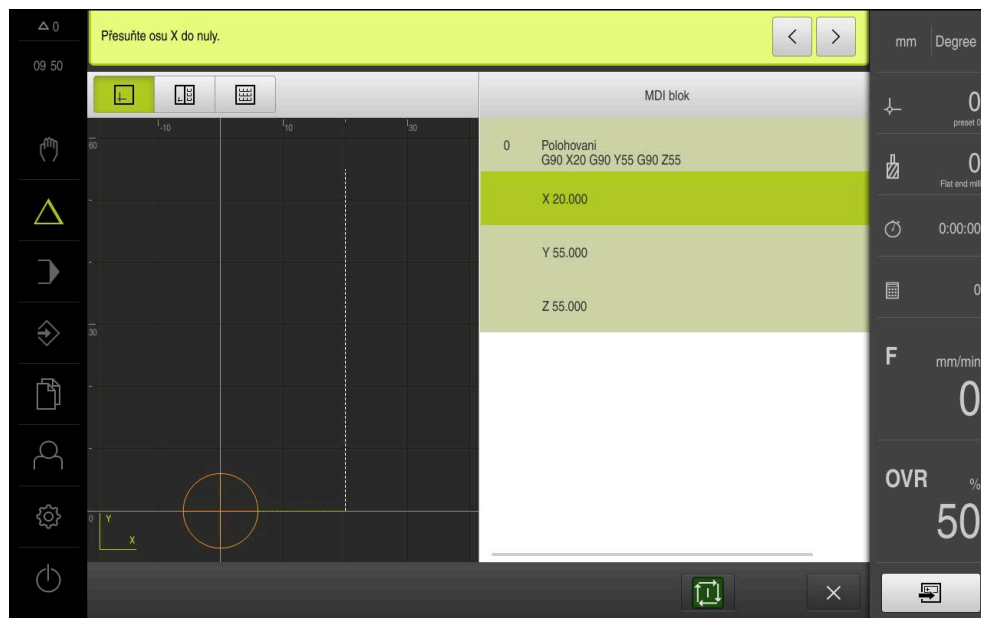 0
09 50
Přesuňte osu X do nuly.
MDI blok
-10
10
30
60
30
0
Y
X
0 Polohovani
G90 X20 G90 Y55 G90 Z55
X 20.000
Y 55.000
Z 55.000
mm Degree
0
preset 0
0
Flat end mill
0:00:00
0
F mm/min
0
OVR %
50